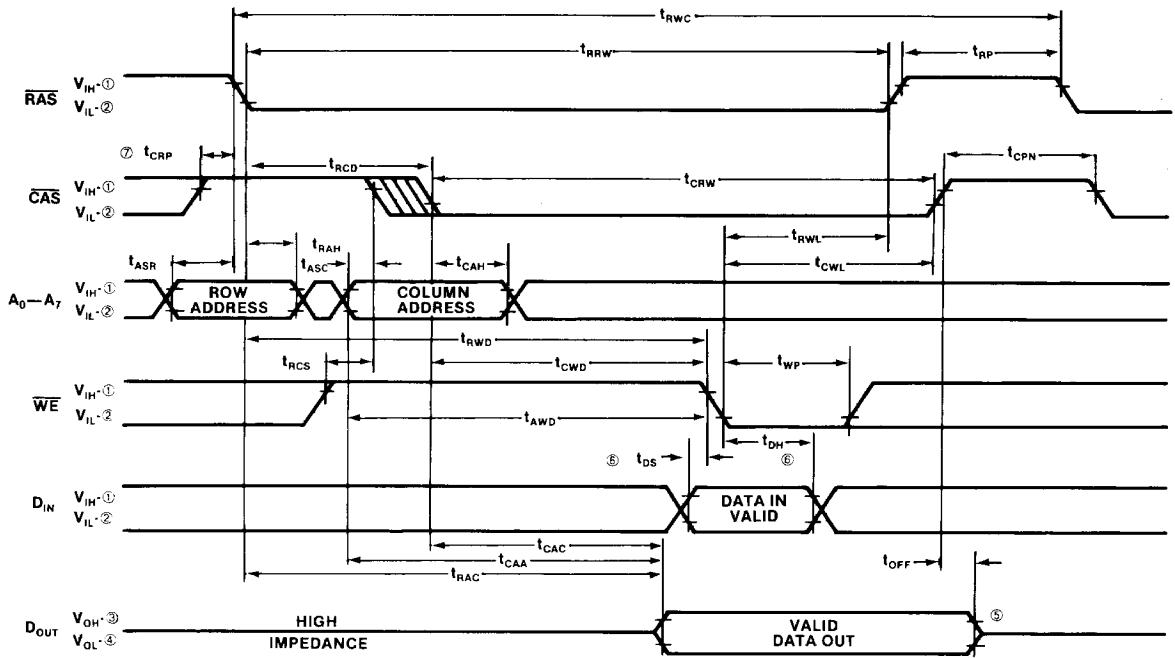 tRWC
tRRW
tRP
RAS
VIH-①
VIL-②
⑦ tCRP
tRCD
tCPN
tCRW
CAS
VIH-①
VIL-②
tRWL
tRAH
tASR
tASC
tCAH
tCWL
A0—A7
VIH-①
VIL-②
ROW
ADDRESS
COLUMN
ADDRESS
tRWD
tRCS
tCWD
tWP
WE
VIH-①
VIL-②
tAWD
tDH
⑥ tDS
⑥
DIN
VIH-①
VIL-②
DATA IN
VALID
tCAC
tCAA
tRAC
tOFF
DOUT
VOH-③
VOL-④
HIGH
IMPEDANCE
VALID
DATA OUT
⑤